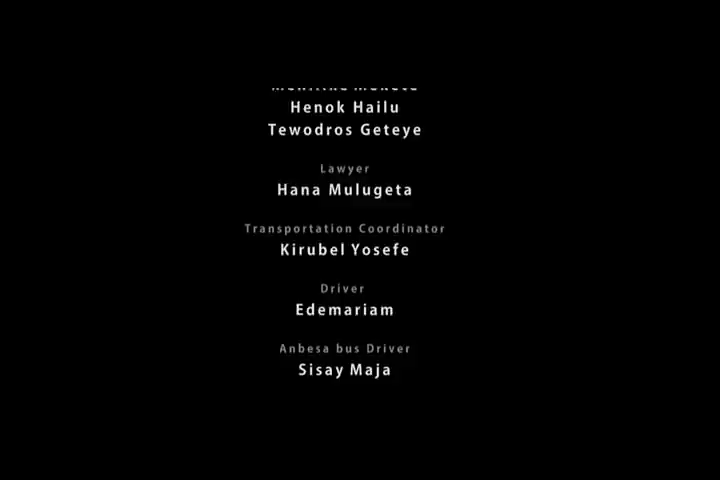 Henok Hailu
Tewodros Geteye
Lawyer
Hana Mulugeta
Transportation Coordinator
Kirubel Yosefe
Driver
Edemariam
Anbesa bus Driver
Sisay Maja